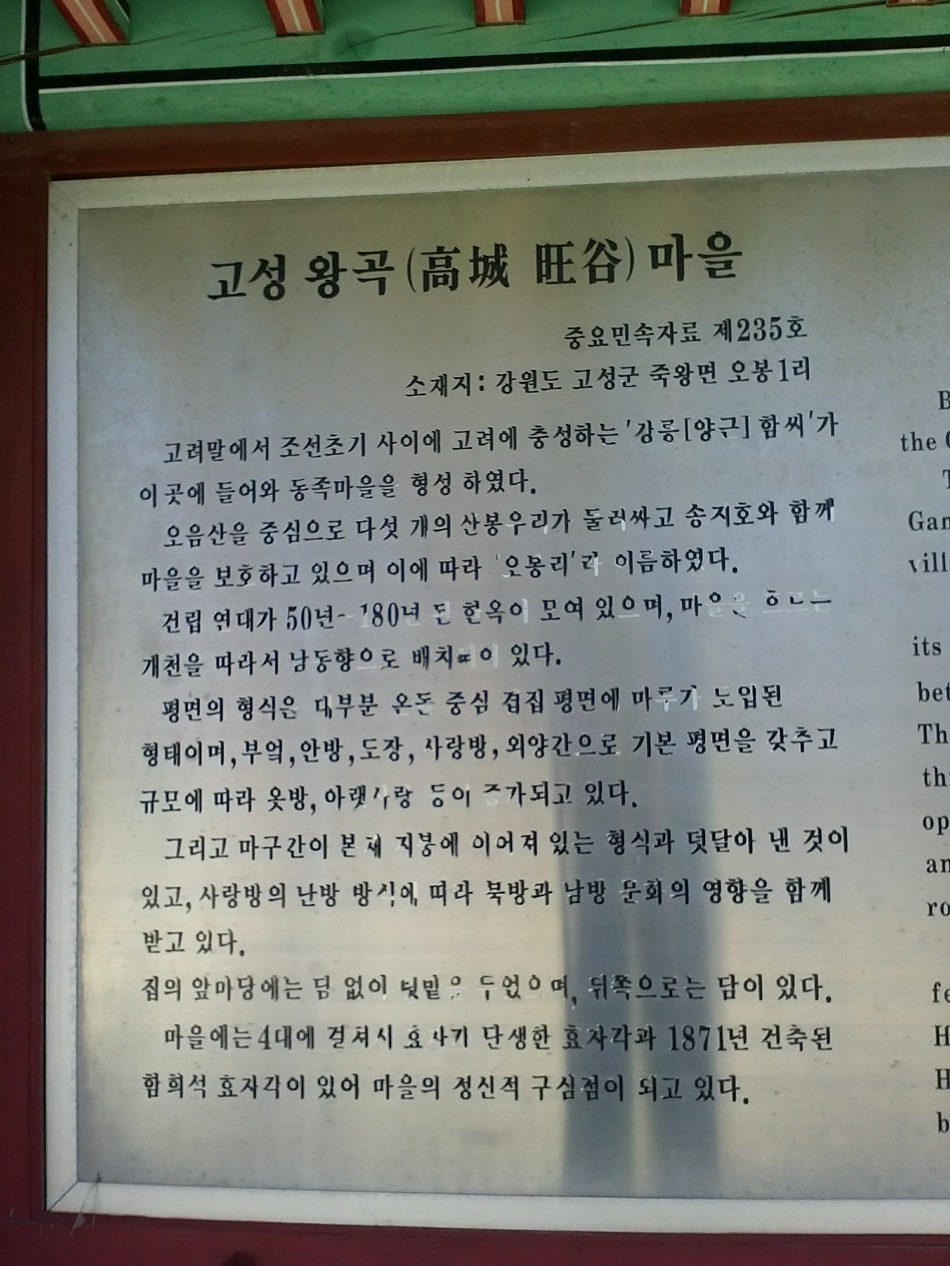 고성 왕곡(高城 旺谷)마을
중요민속자료 제235호
소재지: 강원도 고성군 죽왕면 오봉1리
고려말에서 조선초기 사이에 고려에 충성하는 '강릉[양근] 함씨'가
이 곳에 들어와 동족마을을 형성 하였다.
오음산을 중심으로 다섯 개의 산봉우리가 둘러싸고 송지호와 함께
마을을 보호하고 있으며 이에 따라 '오봉리'라 이름하였다.
건립 연대가 50년~180년 된 한옥이 모여 있으며, 마을을 흐르는
개천을 따라서 남동향으로 배치되어 있다.
평면의 형식은 대부분 온돌 중심 겹집 평면에 마루가 도입된
형태이며, 부엌, 안방, 도장, 사랑방, 외양간으로 기본 평면을 갖추고
규모에 따라 웃방, 아랫사랑 등이 추가되고 있다.
그리고 마구간이 본채 지붕에 이어져 있는 형식과 덧달아 낸 것이
있고, 사랑방의 난방 방식에 따라 북방과 남방 문화의 영향을 함께
받고 있다.
집의 앞마당에는 담 없이 텃밭을 두었으며, 뒤쪽으로는 담이 있다.
마을에는 4대에 걸쳐서 효자가 탄생한 효자각과 1871년 건축된
함희석 효자각이 있어 마을의 정신적 구심점이 되고 있다.
the
its